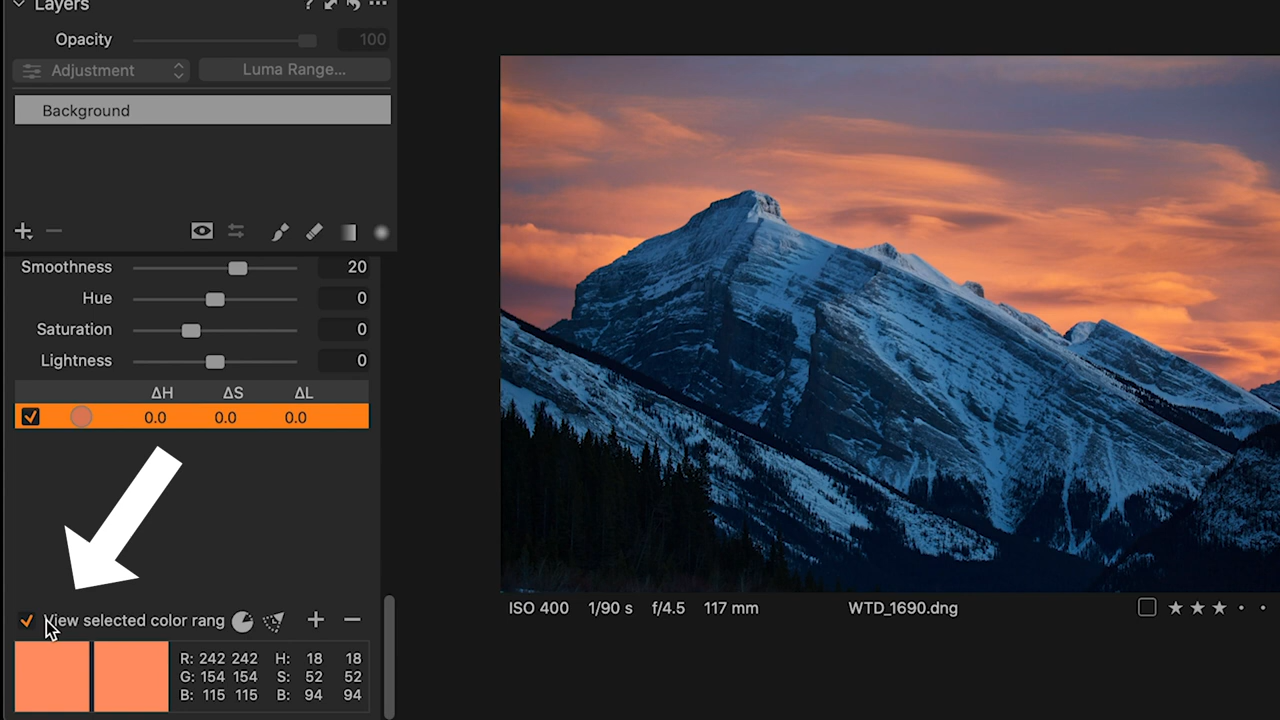 Layers ? ...
Opacity 100
Adjustment Luma Range...
Background
Smoothness 20
Hue 0
Saturation 0
Lightness 0
ΔH ΔS ΔL
0.0 0.0 0.0
View selected color rang
R: 242 242 H: 18 18
G: 154 154 S: 52 52
B: 115 115 B: 94 94
ISO 400 1/90 s f/4.5 117 mm WTD_1690.dng